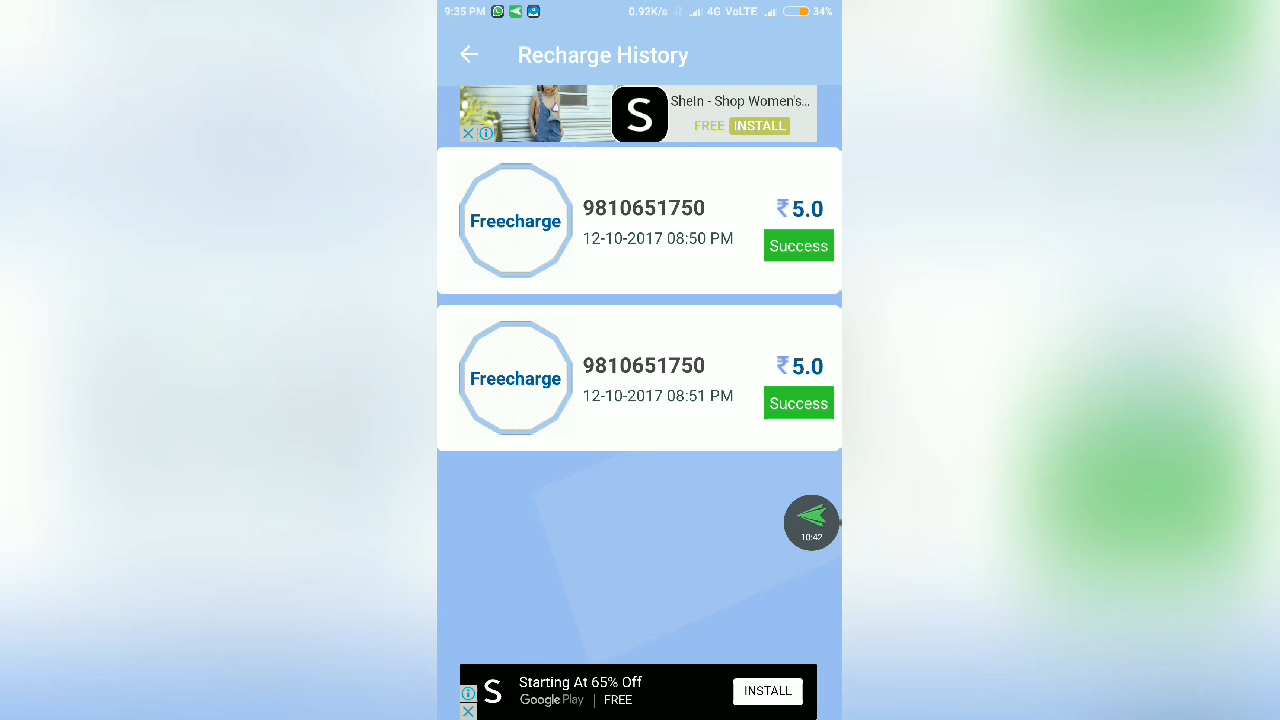 9:35 PM 0.92K/s 4G VoLTE 34%
Recharge History
S SheIn - Shop Women's...
FREE INSTALL
Freecharge 9810651750 ₹5.0
12-10-2017 08:50 PM Success
Freecharge 9810651750 ₹5.0
12-10-2017 08:51 PM Success
10:42
S Starting At 65% Off INSTALL
Google Play | FREE